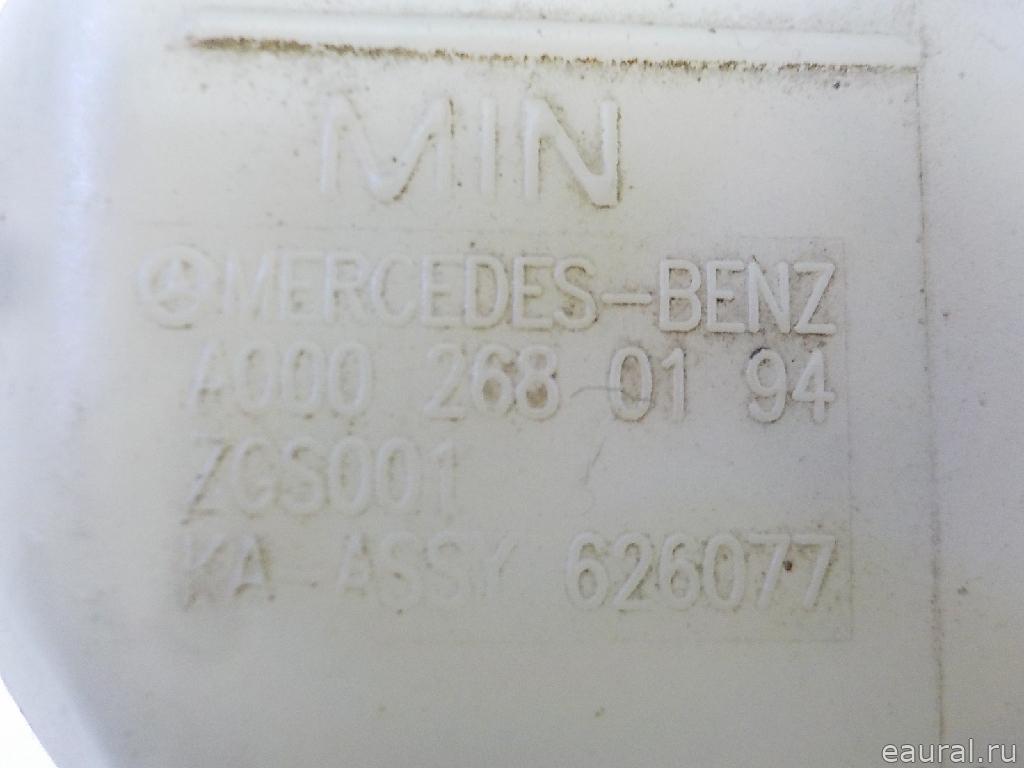 MIN
MERCEDES-BENZ
A000 268 01 94
ZGS001
KA ASSY 626077
eaural.ru